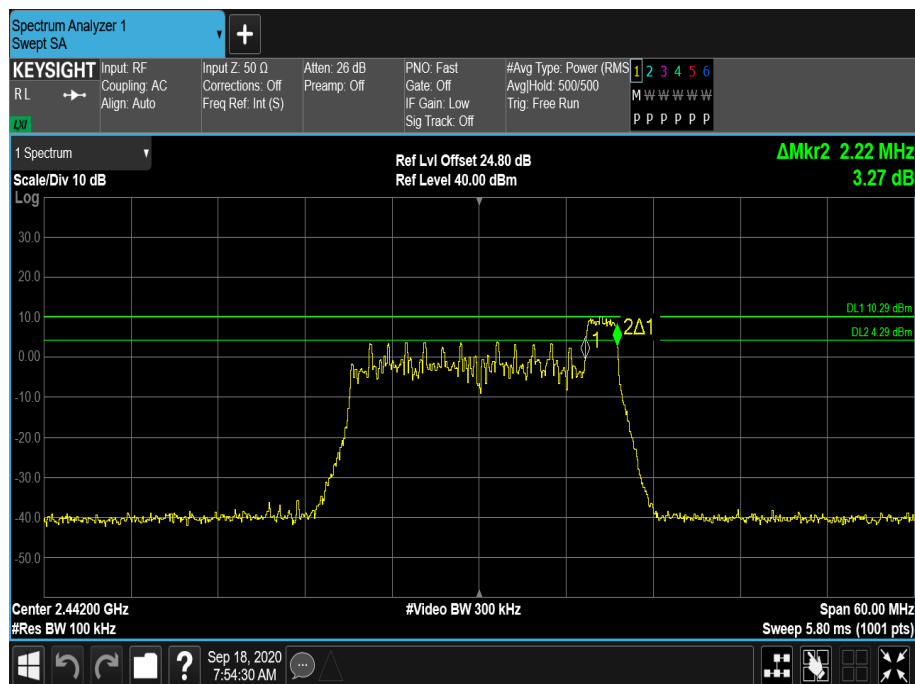 Spectrum Analyzer 1
Swept SA
+
KEYSIGHT
R L
LXI
Input: RF
Coupling: AC
Align: Auto
Input Z: 50 Ω
Corrections: Off
Freq Ref: Int (S)
Atten: 26 dB
Preamp: Off
PNO: Fast
Gate: Off
IF Gain: Low
Sig Track: Off
#Avg Type: Power (RMS
Avg|Hold: 500/500
Trig: Free Run
1 2 3 4 5 6
M W W W W W
P P P P P P
1 Spectrum
Scale/Div 10 dB
Ref Lvl Offset 24.80 dB
Ref Level 40.00 dBm
ΔMkr2 2.22 MHz
3.27 dB
Log
30.0
20.0
10.0
0.00
-10.0
-20.0
-30.0
-40.0
-50.0
DL1 10.29 dBm
DL2 4.29 dBm
1
2Δ1
Center 2.44200 GHz
#Res BW 100 kHz
#Video BW 300 kHz
Span 60.00 MHz
Sweep 5.80 ms (1001 pts)
?
Sep 18, 2020
7:54:30 AM